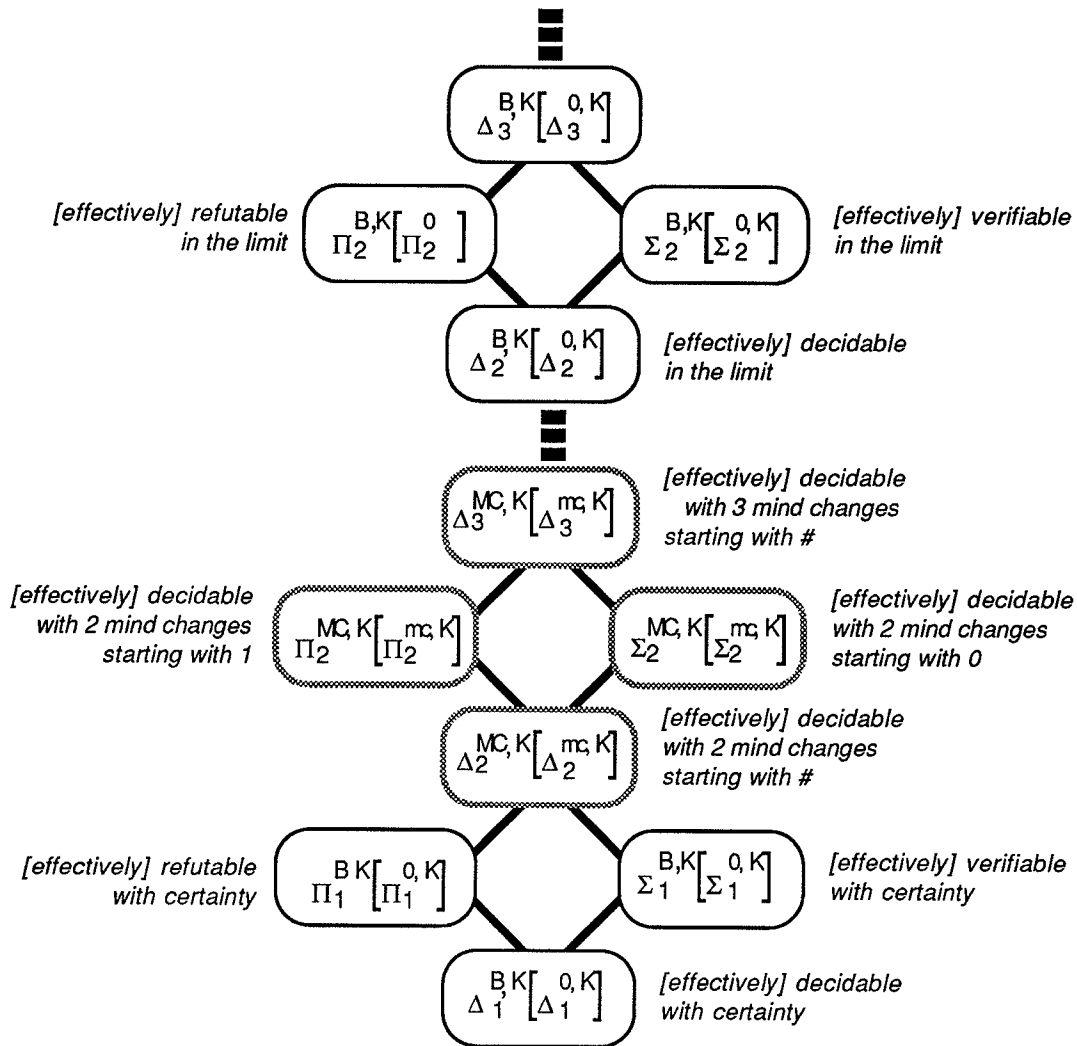 Δ₃^B,K[Δ₃^0, K]
[effectively] refutable
in the limit
Π₂^B,K[Π₂^0]
Σ₂^B,K[Σ₂^0, K]
[effectively] verifiable
in the limit
Δ₂^B,K[Δ₂^0, K]
[effectively] decidable
in the limit
Δ₃^MC, K[Δ₃^mc, K]
[effectively] decidable
with 3 mind changes
starting with #
[effectively] decidable
with 2 mind changes
starting with 1
Π₂^MC, K[Π₂^mc, K]
Σ₂^MC, K[Σ₂^mc, K]
[effectively] decidable
with 2 mind changes
starting with 0
Δ₂^MC, K[Δ₂^mc, K]
[effectively] decidable
with 2 mind changes
starting with #
[effectively] refutable
with certainty
Π₁^B K[Π₁^0, K]
Σ₁^B,K[Σ₁^0, K]
[effectively] verifiable
with certainty
Δ₁^B,K[Δ₁^0, K]
[effectively] decidable
with certainty